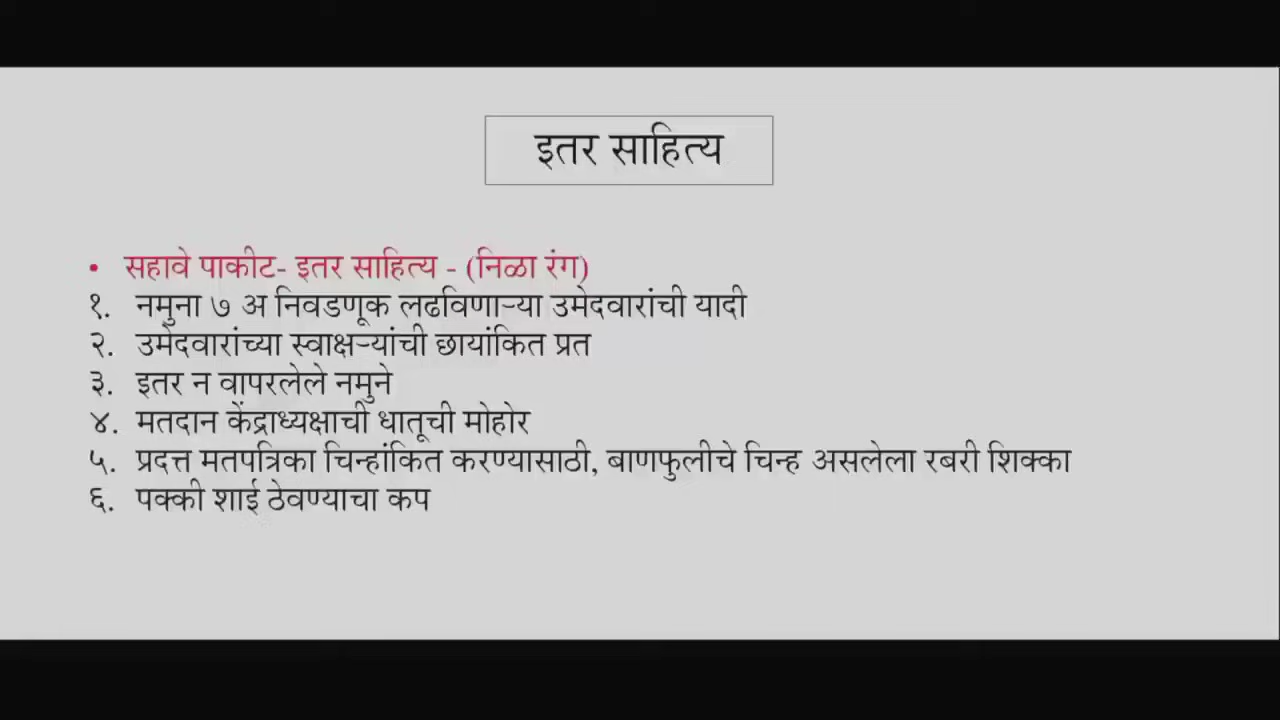 इतर साहित्य
• सहावे पाकीट- इतर साहित्य - (निळा रंग)
१. नमुना ७ अ निवडणूक लढविणाऱ्या उमेदवारांची यादी
२. उमेदवारांच्या स्वाक्षऱ्यांची छायांकित प्रत
३. इतर न वापरलेले नमुने
४. मतदान केंद्राध्यक्षाची धातूची मोहोर
५. प्रदत्त मतपत्रिका चिन्हांकित करण्यासाठी, बाणफुलीचे चिन्ह असलेला रबरी शिक्का
६. पक्की शाई ठेवण्याचा कप